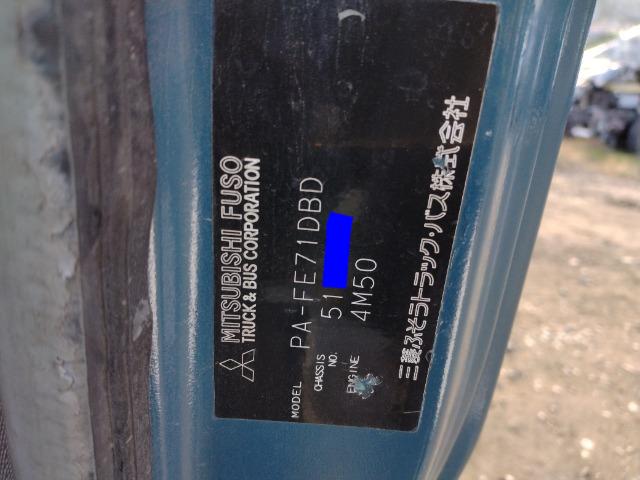 MITSUBISHI FUSO
TRUCK & BUS CORPORATION
MODEL PA-FE71DBD
CHASSIS NO. 51
ENGINE 4M50
三菱ふそうトラック・バス株式会社